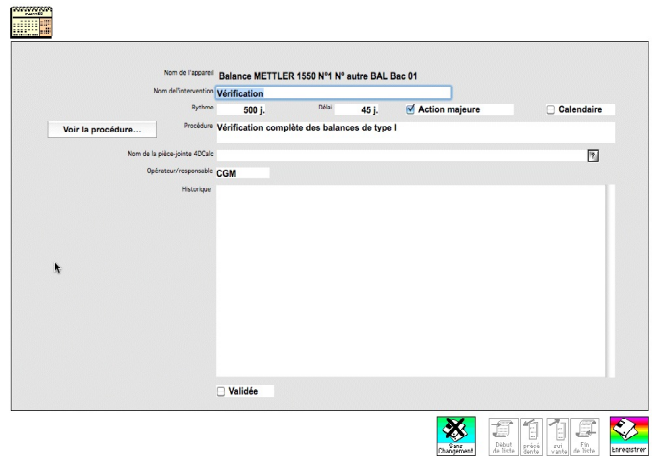 Nom de l'appareil Balance METTLER 1550 N°1 N° autre BAL Bac 01
Nom del'intervention Vérification
Rythme 500 j. Délai 45 j. Action majeure Calendaire
Voir la procédure... Procédure Vérification complète des balances de type I
Nom de la pièce-jointe 4DCalc ?
Opérateur/responsable CGM
Historique
Validée
Sans Changement
Début de liste
précé dente
sui vante
Fin de liste
Enregistrer